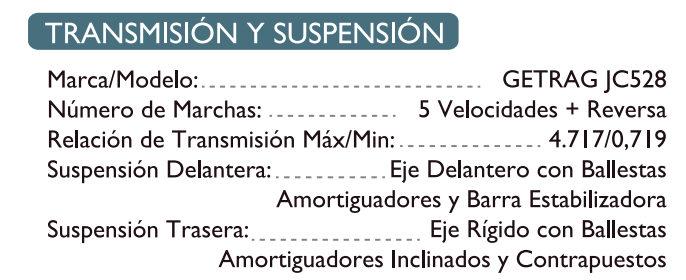 TRANSMISIÓN Y SUSPENSIÓN
Marca/Modelo: GETRAG JC528
Número de Marchas: 5 Velocidades + Reversa
Relación de Transmisión Máx/Min: 4.717/0,719
Suspensión Delantera: Eje Delantero con Ballestas
Amortiguadores y Barra Estabilizadora
Suspensión Trasera: Eje Rígido con Ballestas
Amortiguadores Inclinados y Contrapuestos